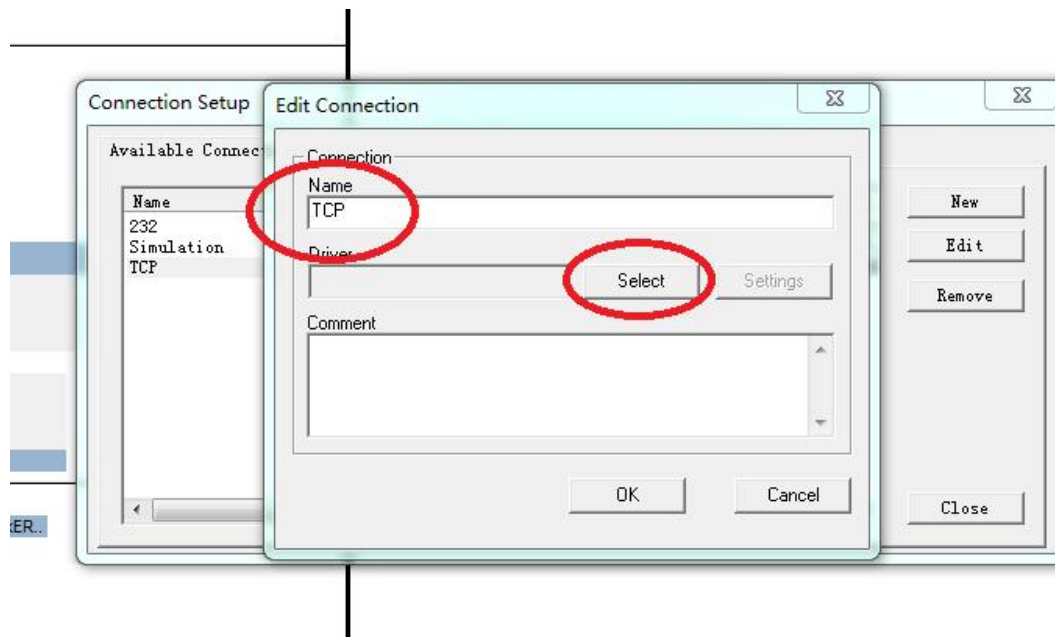 Connection Setup
Edit Connection
Available Connec
Connection
Name
TCP
Driver
Select
Settings
Comment
OK
Cancel
Name
232
Simulation
TCP
New
Edit
Remove
Close
ER..